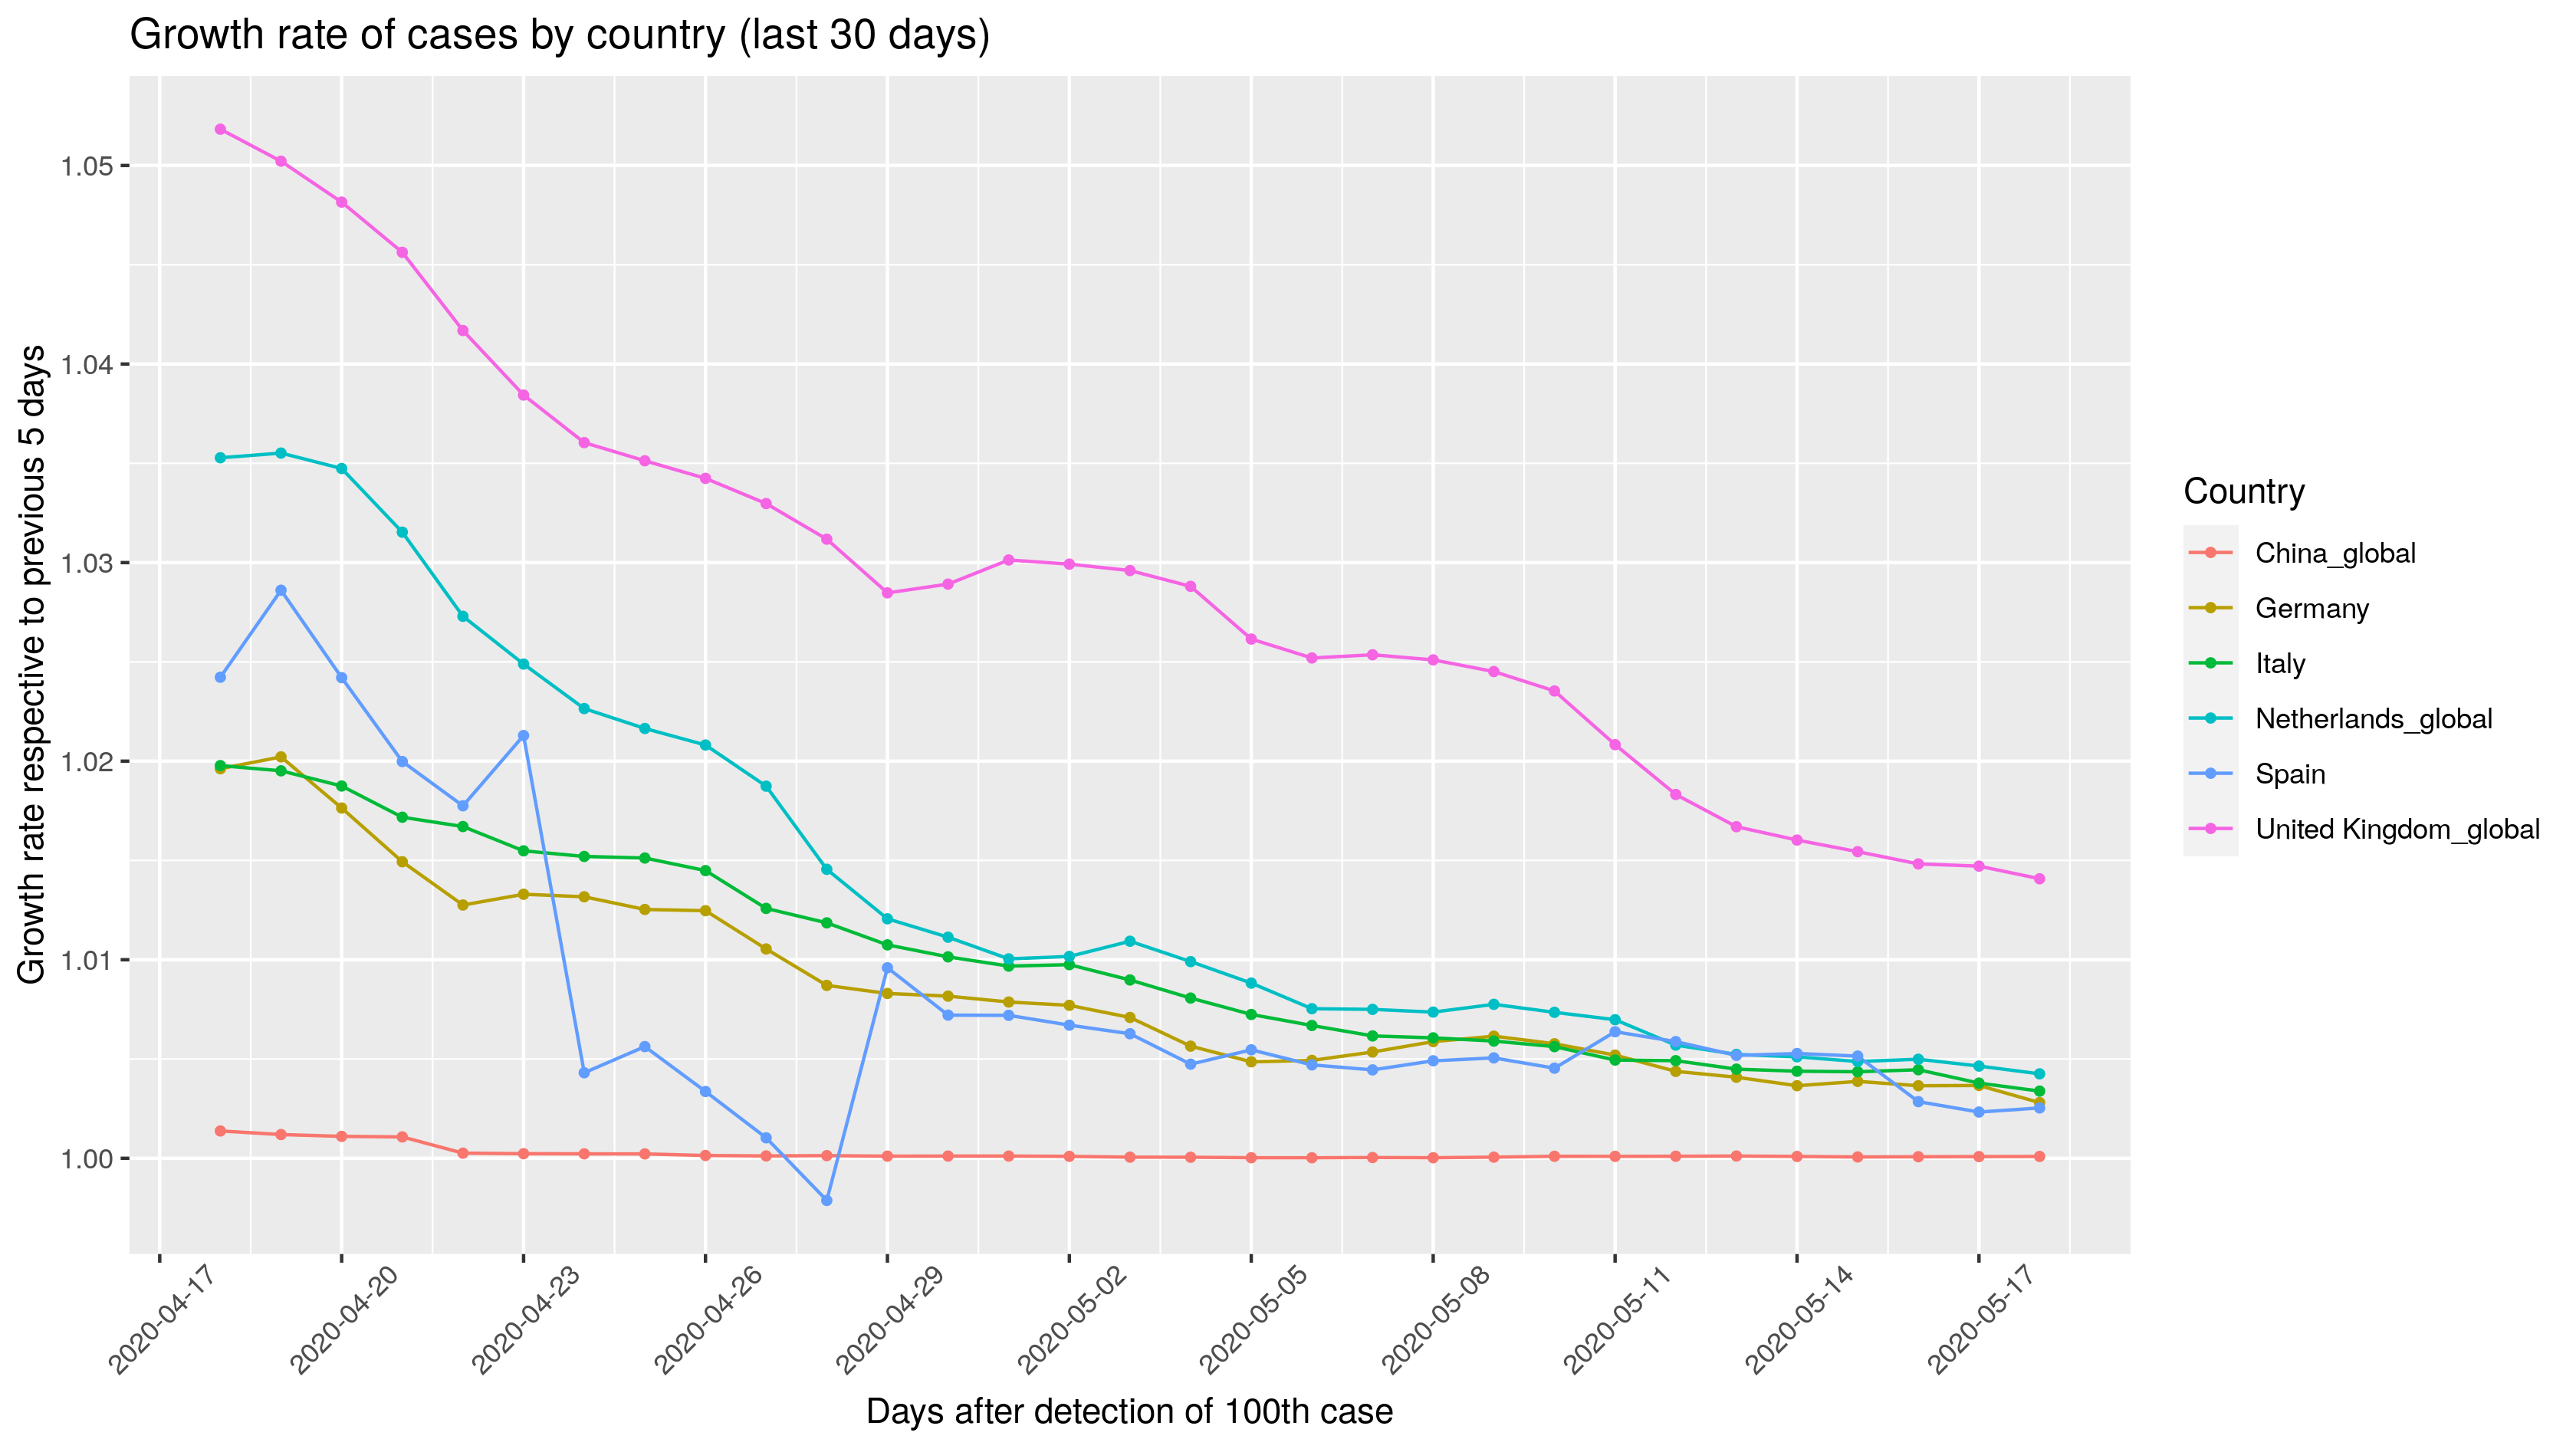 Growth rate of cases by country (last 30 days)
Growth rate respective to previous 5 days
1.05
1.04
1.03
1.02
1.01
1.00
2020-04-17
2020-04-20
2020-04-23
2020-04-26
2020-04-29
2020-05-02
2020-05-05
2020-05-08
2020-05-11
2020-05-14
2020-05-17
Days after detection of 100th case
Country
China_global
Germany
Italy
Netherlands_global
Spain
United Kingdom_global